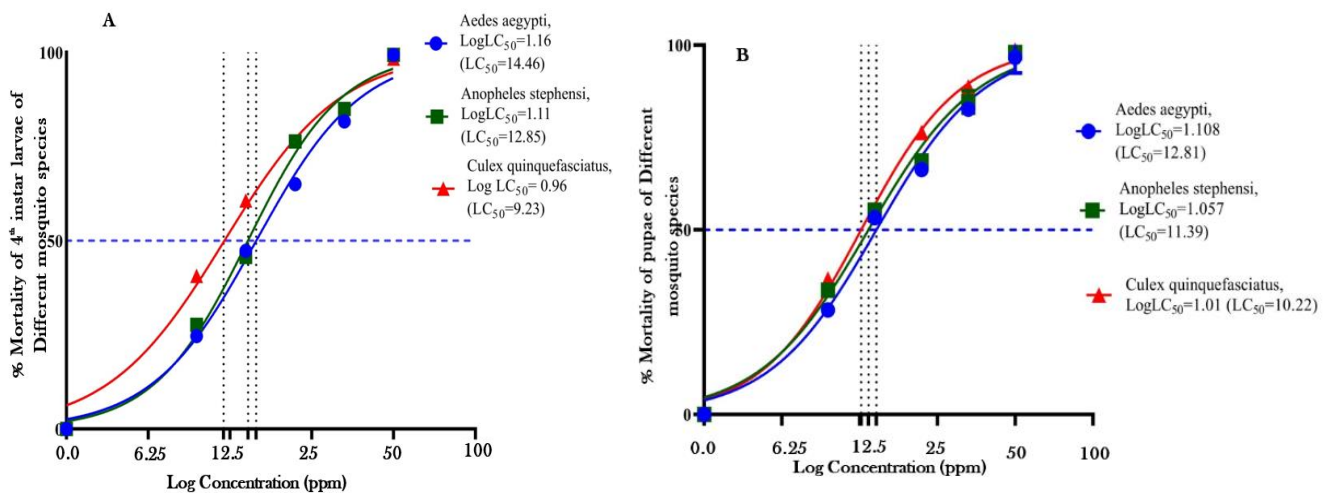 A
% Mortality of 4th instar larvae of
Different mosquito species
100
50
0
0.0 6.25 12.5 25 50 100
Log Concentration (ppm)
Aedes aegypti,
LogLC50=1.16
(LC50=14.46)
Anopheles stephensi,
LogLC50=1.11
(LC50=12.85)
Culex quinquefasciatus,
Log LC50= 0.96
(LC50=9.23)
B
% Mortality of pupae of Different
mosquito species
100
50
0
0.0 6.25 12.5 25 50 100
Log Concentration (ppm)
Aedes aegypti,
LogLC50=1.108
(LC50=12.81)
Anopheles stephensi,
LogLC50=1.057
(LC50=11.39)
Culex quinquefasciatus,
LogLC50=1.01 (LC50=10.22)